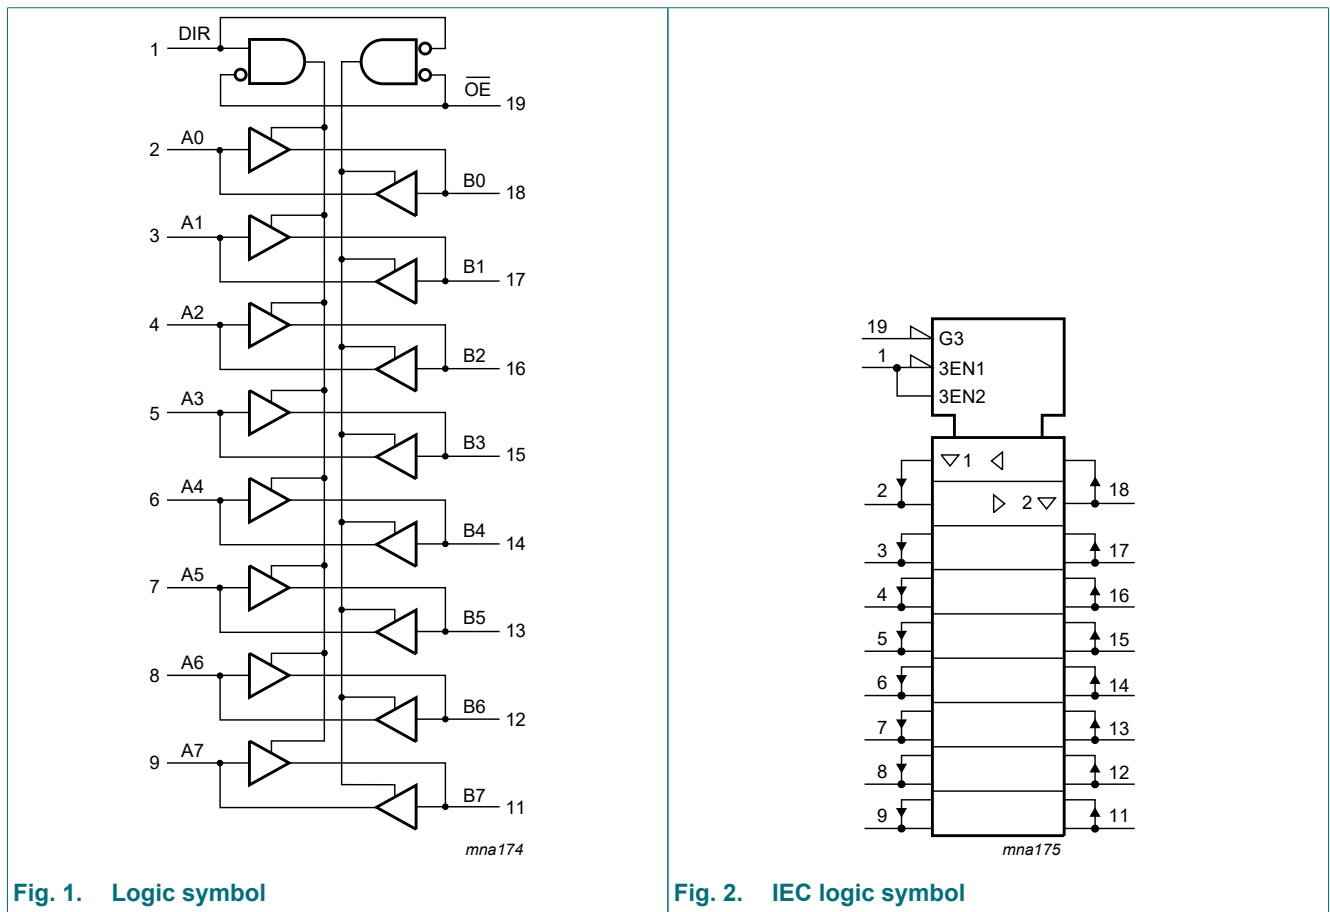 DIR
1
OE
19
A0
2
B0
18
A1
3
B1
17
A2
4
B2
16
A3
5
B3
15
A4
6
B4
14
A5
7
B5
13
A6
8
B6
12
A7
9
B7
11
mna174
Fig. 1. Logic symbol
19
G3
1
3EN1
3EN2
1
2
18
2
3
17
4
16
5
15
6
14
7
13
8
12
9
11
mna175
Fig. 2. IEC logic symbol